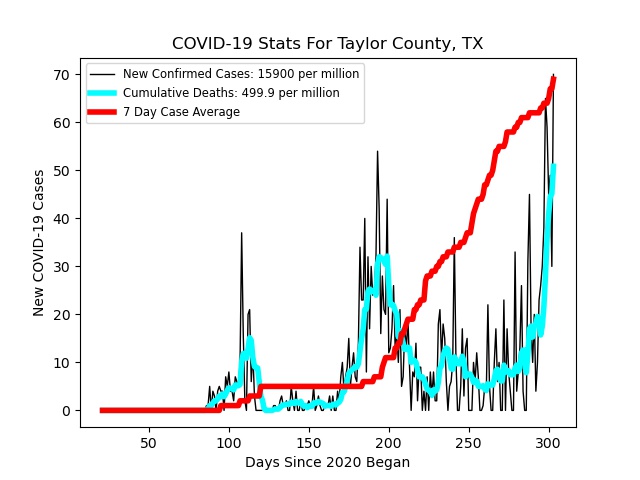 COVID-19 Stats For Taylor County, TX
New Confirmed Cases: 15900 per million
Cumulative Deaths: 499.9 per million
7 Day Case Average
70
60
50
40
30
20
10
0
New COVID-19 Cases
50 100 150 200 250 300
Days Since 2020 Began